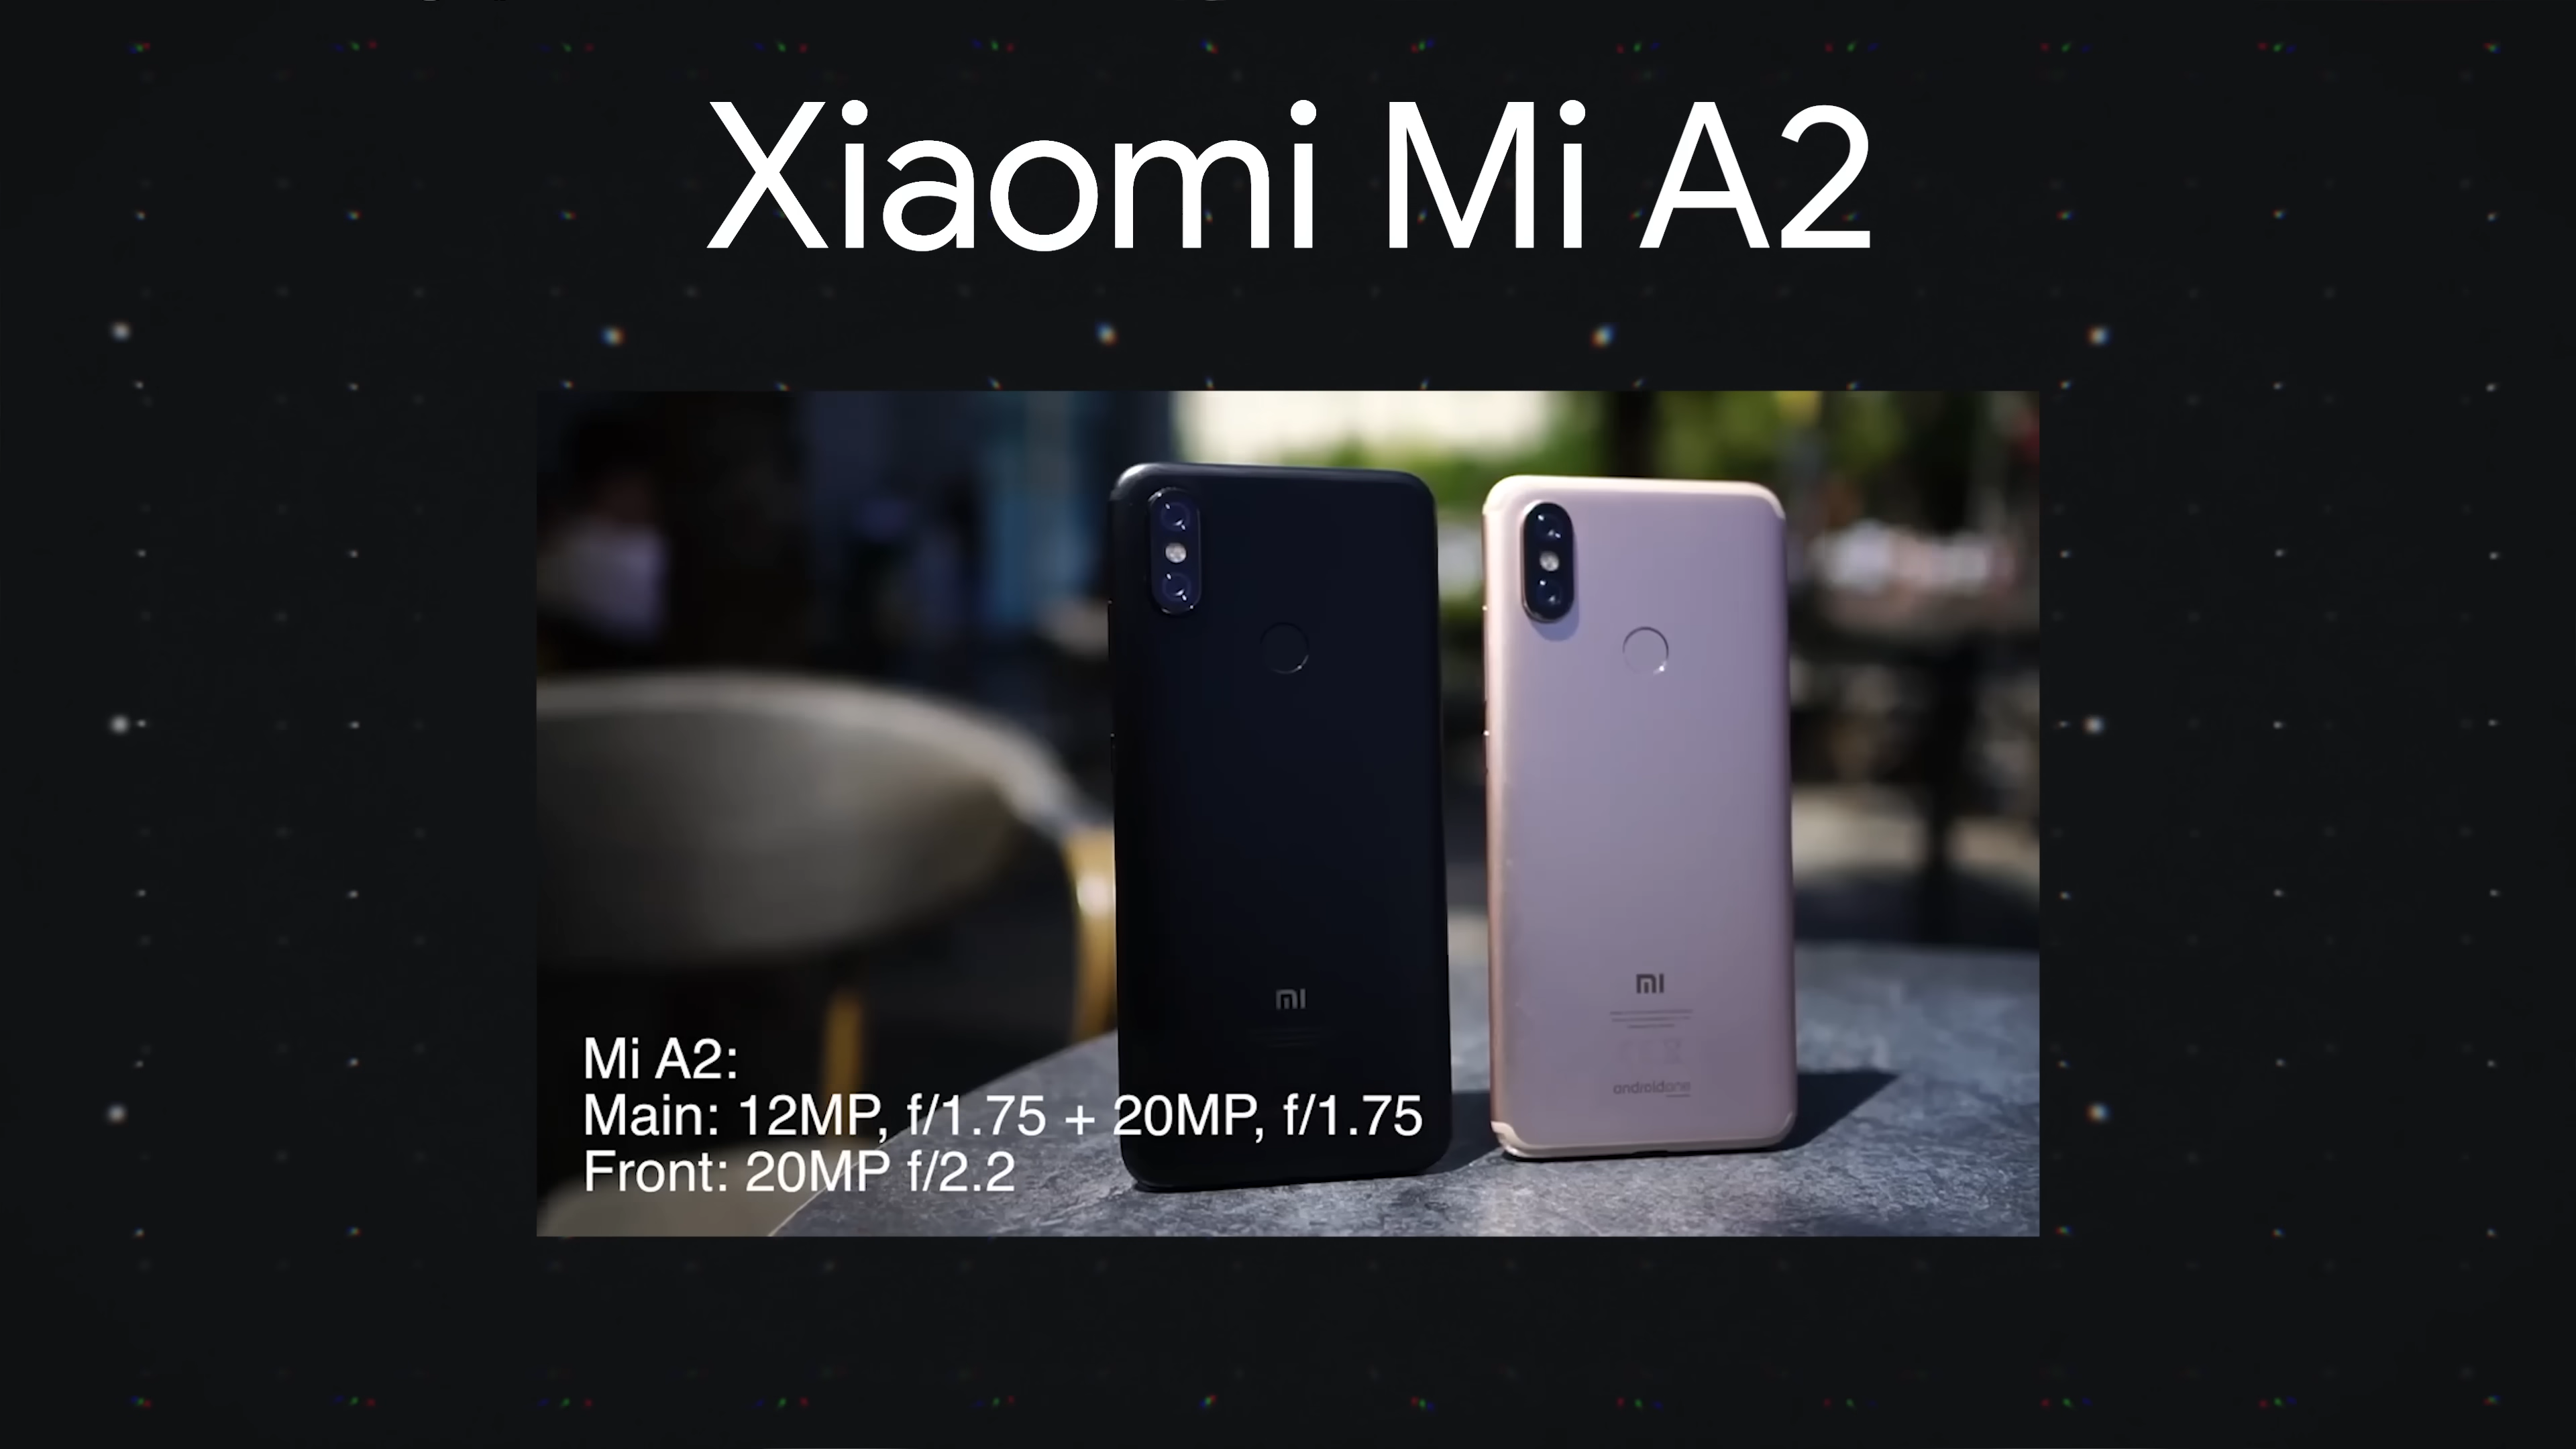 Xiaomi Mi A2
mi
mi
androidone
Mi A2:
Main: 12MP, f/1.75 + 20MP, f/1.75
Front: 20MP f/2.2